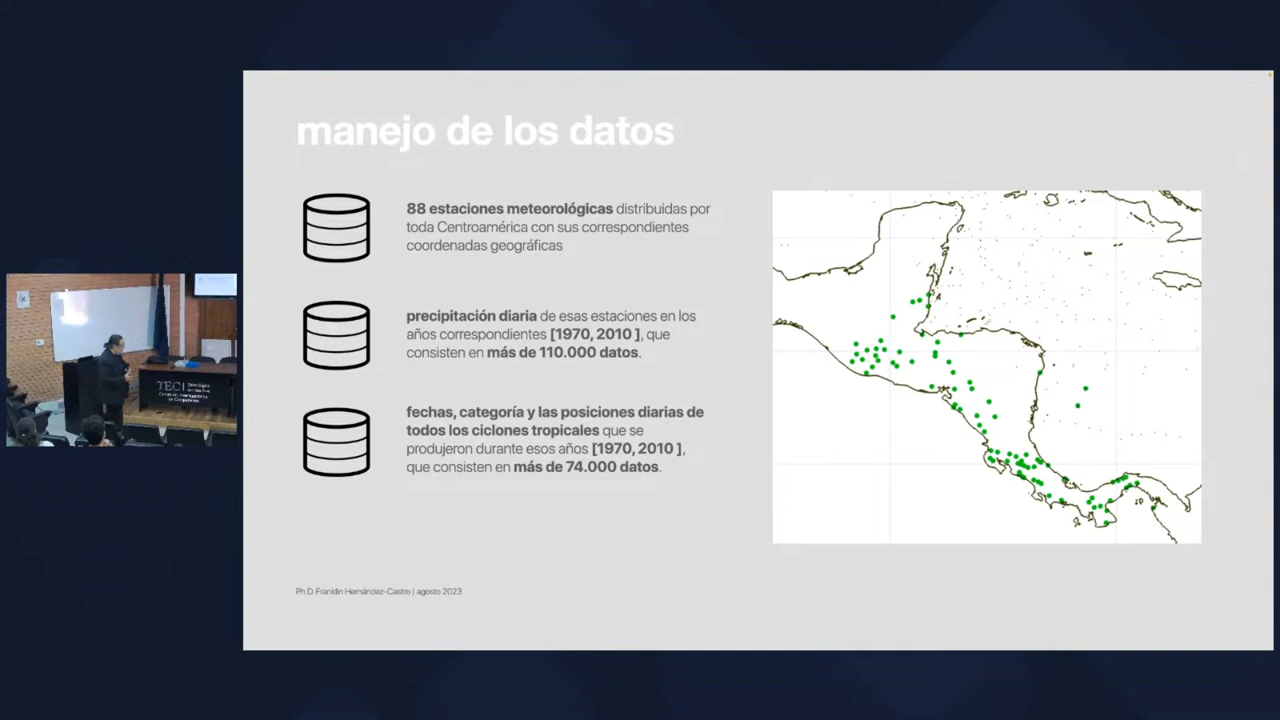 manejo de los datos
88 estaciones meteorológicas distribuidas por
toda Centroamérica con sus correspondientes
coordenadas geográficas
precipitación diaria de esas estaciones en los
años correspondientes [1970, 2010 ], que
consisten en más de 110.000 datos.
fechas, categoría y las posiciones diarias de
todos los ciclones tropicales que se
produjeron durante esos años [1970, 2010 ],
que consisten en más de 74.000 datos.
Ph.D. Franklin Hernández-Castro | agosto 2023
TEC | Tecnológico